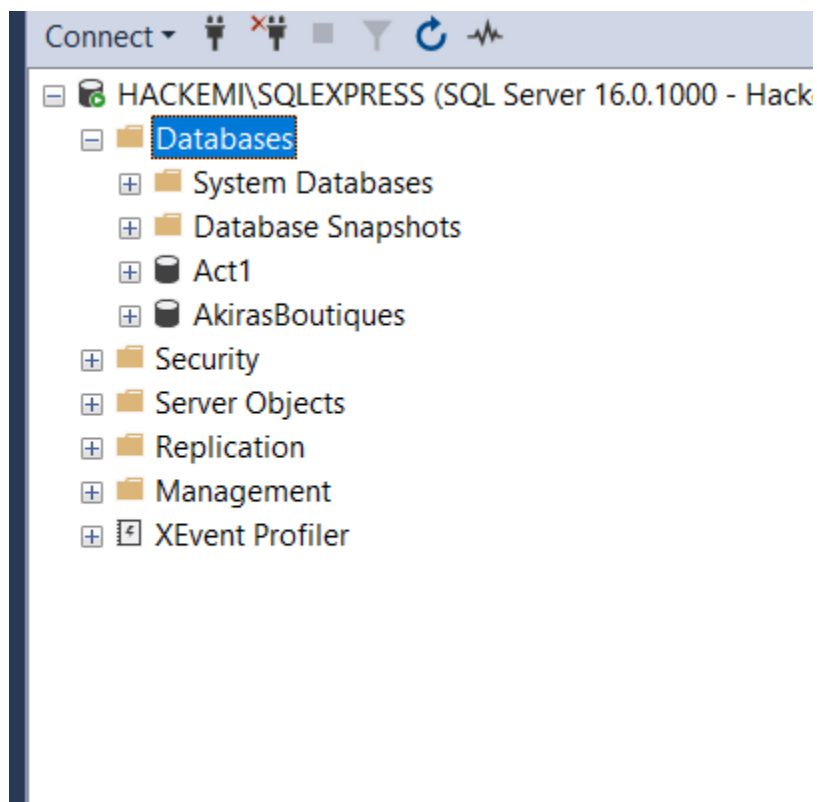 Connect
HACKEMI\SQLEXPRESS (SQL Server 16.0.1000 - Hack
Databases
System Databases
Database Snapshots
Act1
AkirasBoutiques
Security
Server Objects
Replication
Management
XEvent Profiler